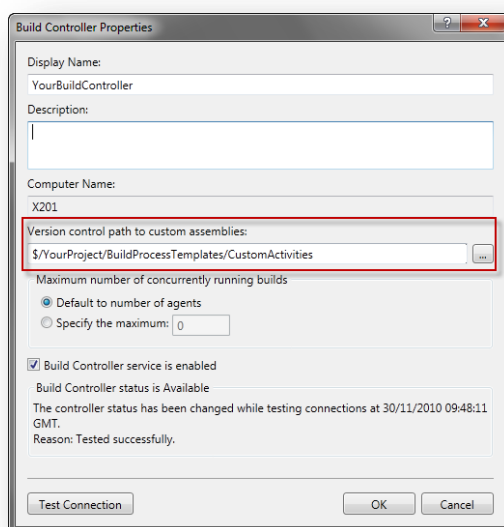 Build Controller Properties
Display Name:
YourBuildController
Description:
Computer Name:
X201
Version control path to custom assemblies:
$/YourProject/BuildProcessTemplates/CustomActivities
...
Maximum number of concurrently running builds
Default to number of agents
Specify the maximum: 0
Build Controller service is enabled
Build Controller status is Available
The controller status has been changed while testing connections at 30/11/2010 09:48:11
GMT.
Reason: Tested successfully.
Test Connection
OK
Cancel